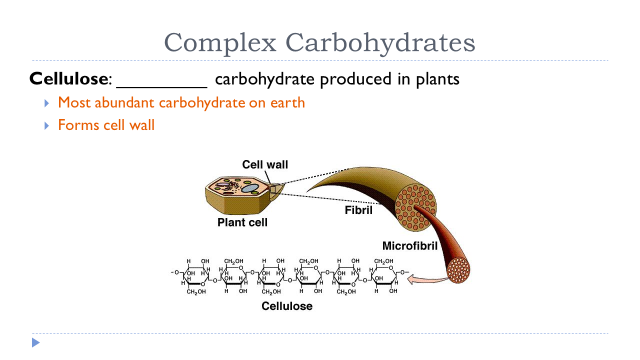 Complex Carbohydrates
Cellulose: __________ carbohydrate produced in plants
Most abundant carbohydrate on earth
Forms cell wall
Cell wall
Plant cell
Fibril
Microfibril
Cellulose